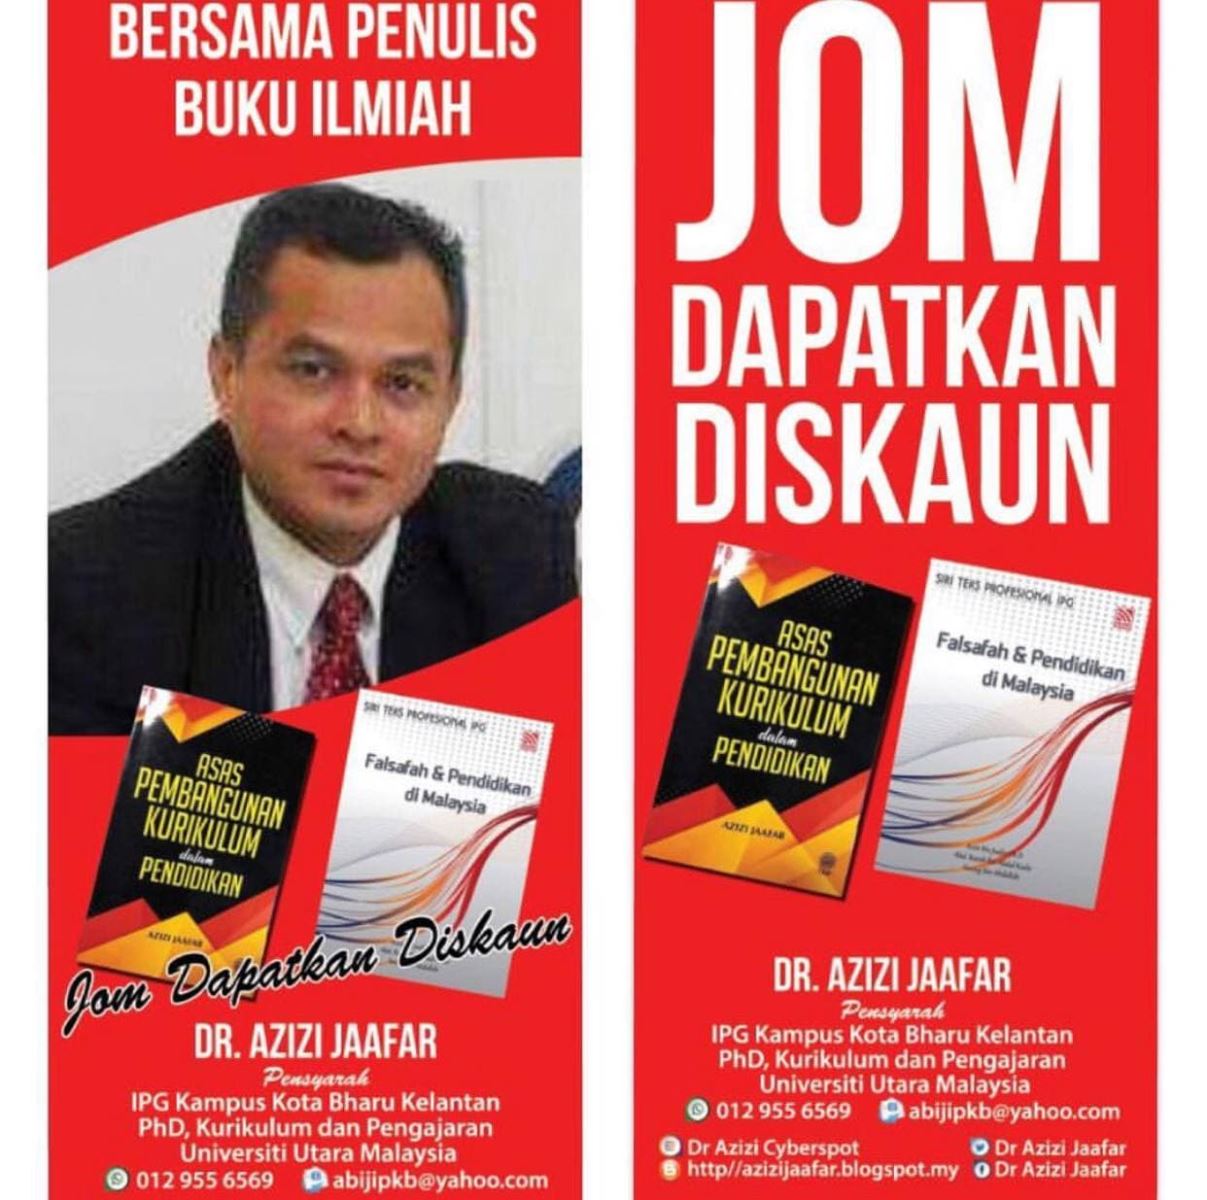 BERSAMA PENULIS
BUKU ILMIAH
ASAS
PEMBANGUNAN
KURIKULUM
dalam
PENDIDIKAN
AZIZI JAAFAR
SIRI TEKS PROFESIONAL IPG
Falsafah & Pendidikan
di Malaysia
Jom Dapatkan Diskaun
DR. AZIZI JAAFAR
Pensyarah
IPG Kampus Kota Bharu Kelantan
PhD, Kurikulum dan Pengajaran
Universiti Utara Malaysia
012 955 6569 abijipkb@yahoo.com
JOM
DAPATKAN
DISKAUN
ASAS
PEMBANGUNAN
KURIKULUM
dalam
PENDIDIKAN
AZIZI JAAFAR
SIRI TEKS PROFESIONAL IPG
Falsafah & Pendidikan
di Malaysia
DR. AZIZI JAAFAR
Pensyarah
IPG Kampus Kota Bharu Kelantan
PhD, Kurikulum dan Pengajaran
Universiti Utara Malaysia
012 955 6569 abijipkb@yahoo.com
Dr Azizi Cyberspot Dr Azizi Jaafar
http//azizijaafar.blogspot.my Dr Azizi Jaafar